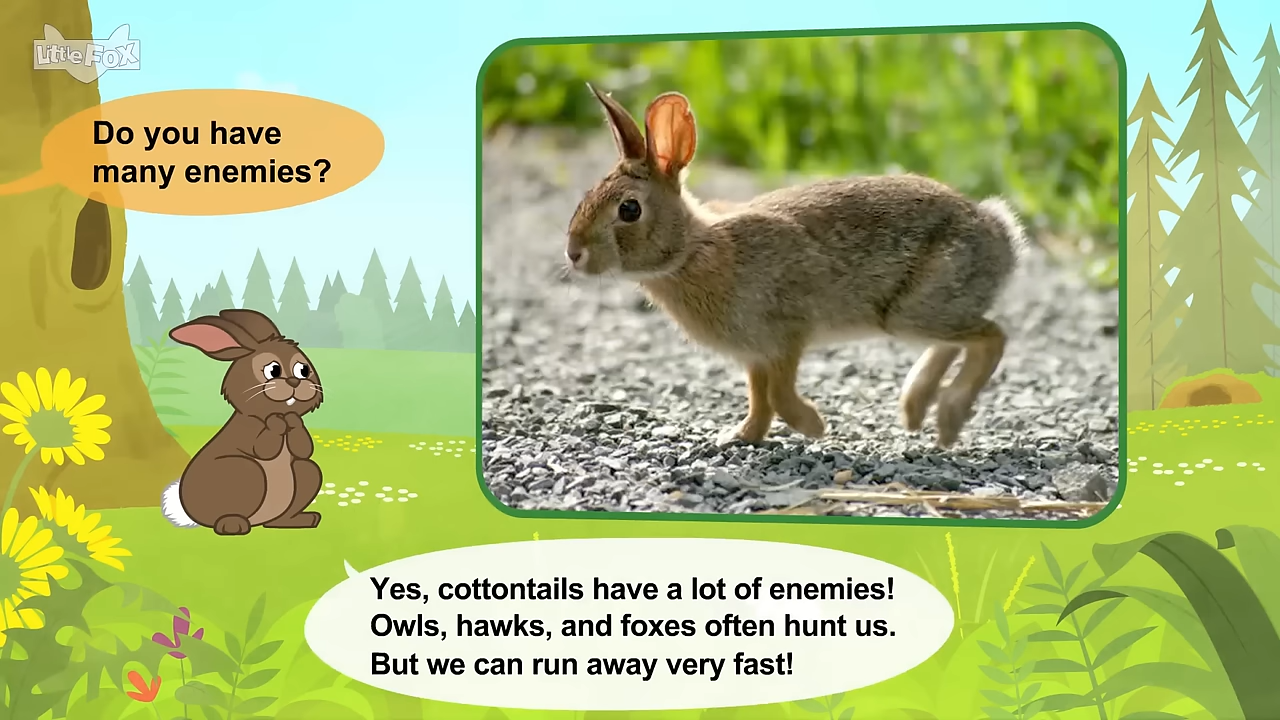 Little Fox
Do you have
many enemies?
Yes, cottontails have a lot of enemies!
Owls, hawks, and foxes often hunt us.
But we can run away very fast!